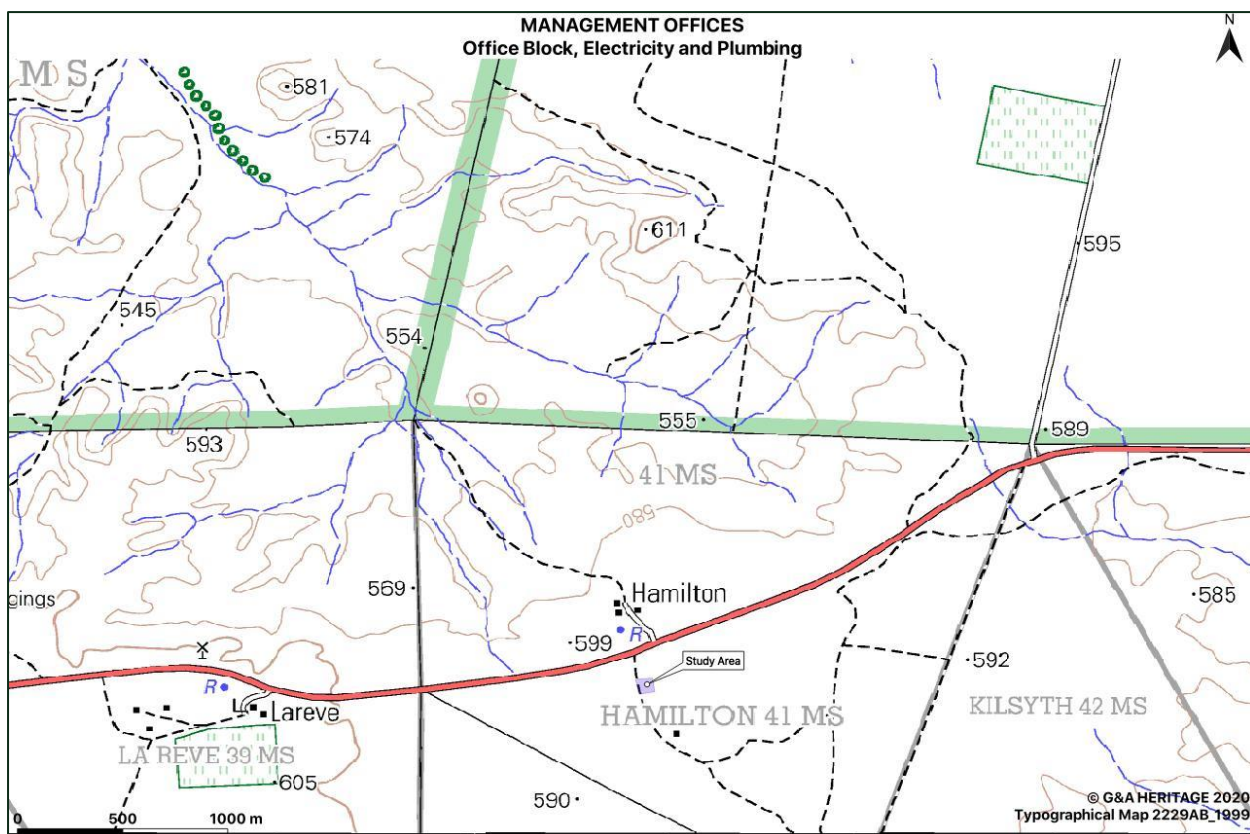 MANAGEMENT OFFICES
Office Block, Electricity and Plumbing
N
M S
581
574
611
595
545
554
555
589
593
41 MS
580
569
gings
Hamilton
585
R
599
Study Area
592
R
Lareve
HAMILTON 41 MS
KILSYTH 42 MS
LA REVE 39 MS
605
590
© G&A HERITAGE 2020
0 500 1000 m
Typographical Map 2229AB_1999